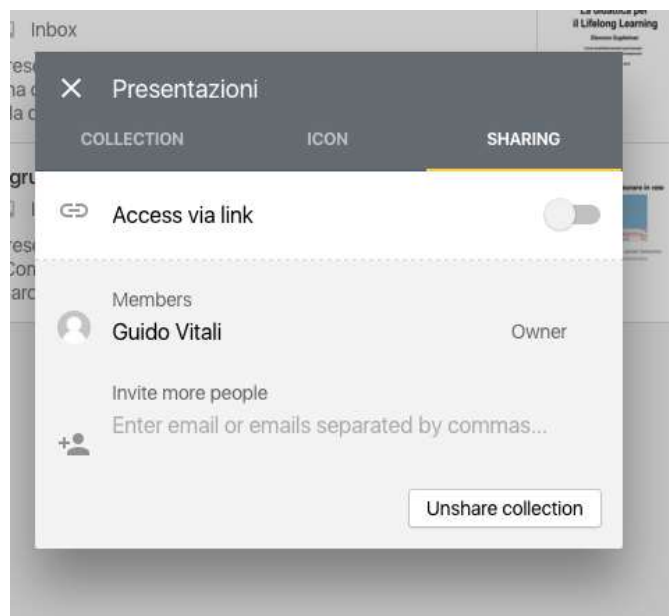 La didattica per
il Lifelong Learning
Inbox
Presentazioni
COLLECTION ICON SHARING
Access via link
Members
Guido Vitali Owner
Invite more people
Enter email or emails separated by commas...
Unshare collection